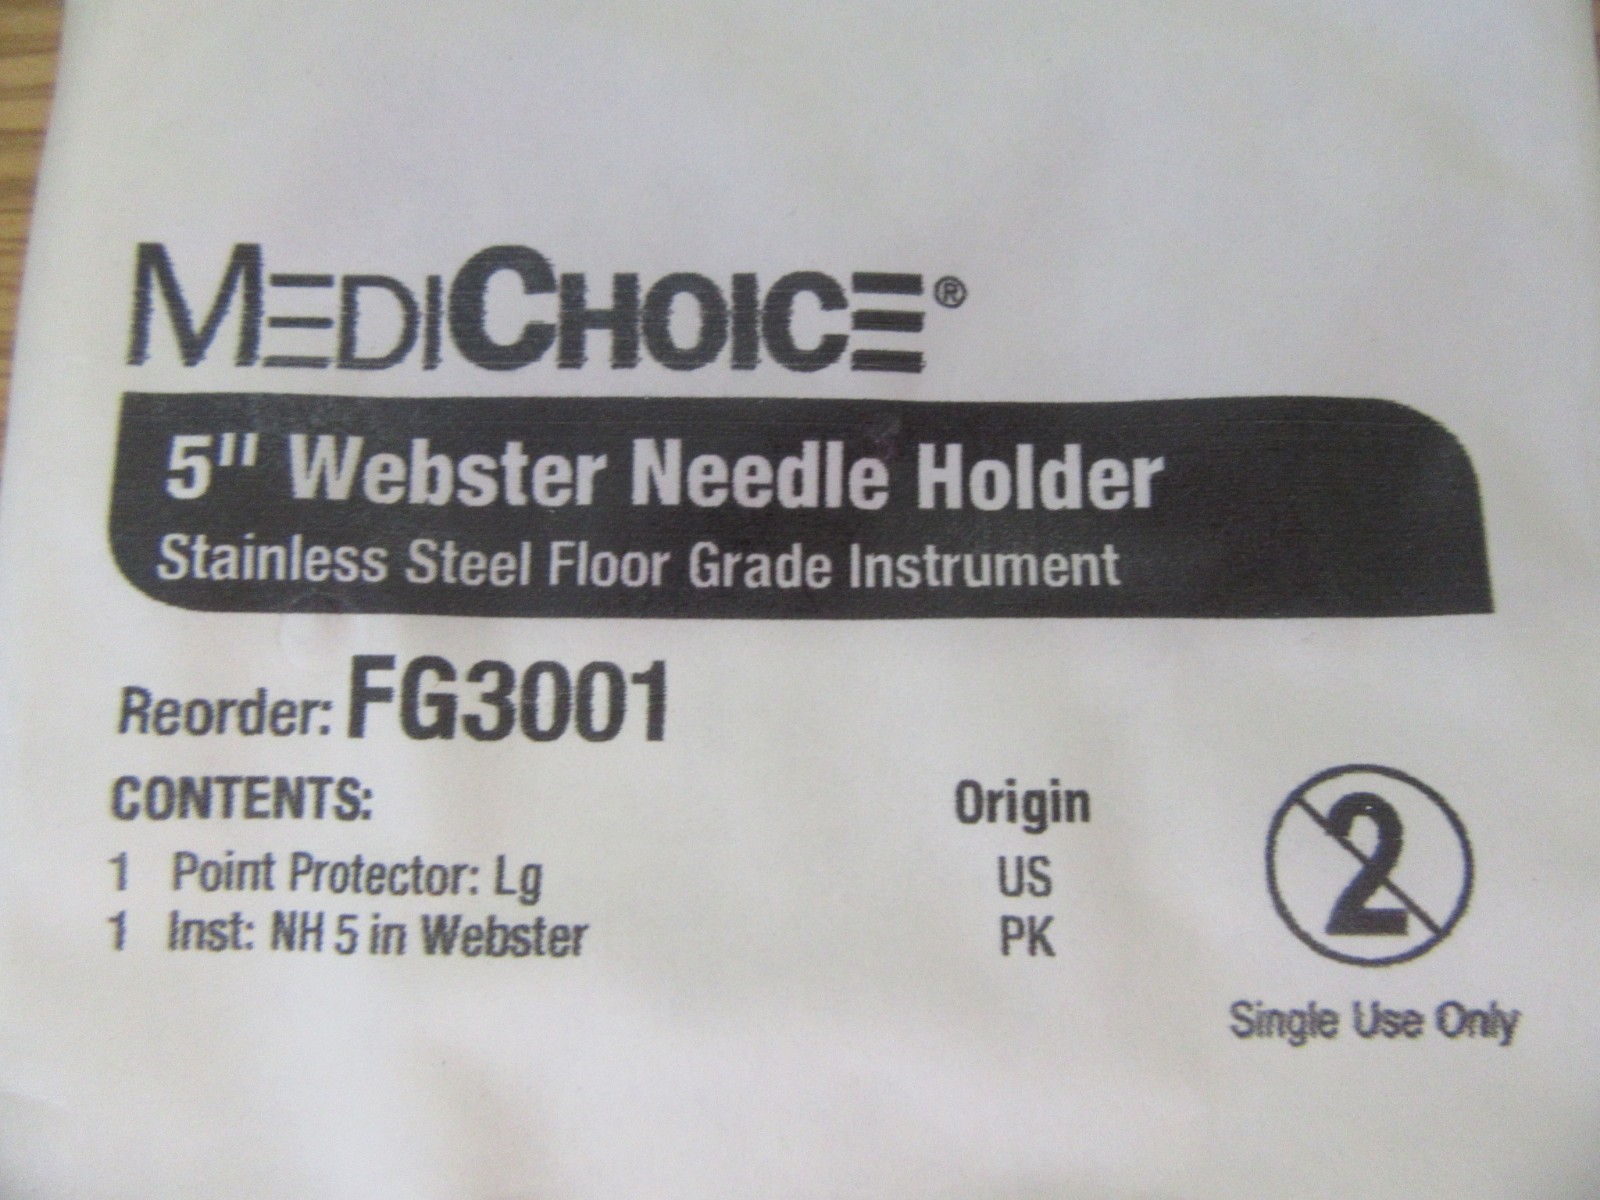 MEDICHOICE®
5" Webster Needle Holder
Stainless Steel Floor Grade Instrument
Reorder: FG3001
CONTENTS: Origin
1 Point Protector: Lg US
1 Inst: NH 5 in Webster PK
2
Single Use Only